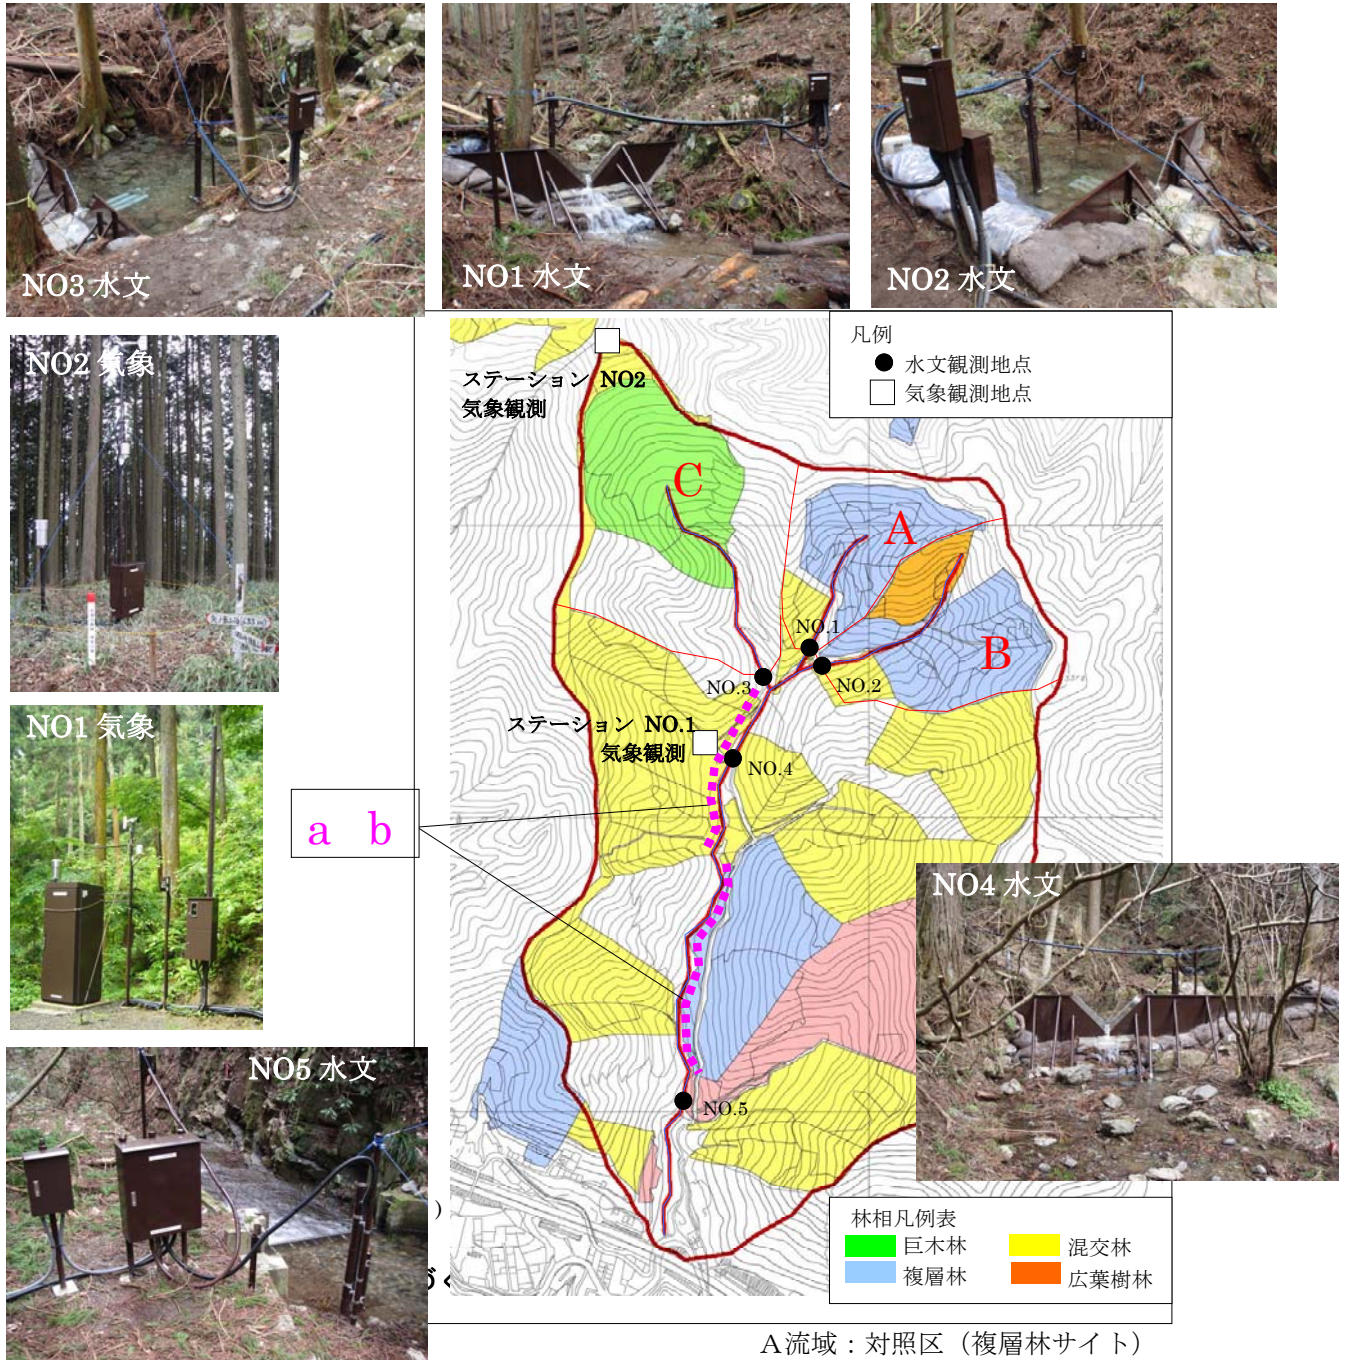 NO3 水文
NO1 水文
NO2 水文
NO2 気象
凡例
水文観測地点
気象観測地点
ステーション NO2
気象観測
C
A
B
NO.1
NO.2
NO.3
ステーション NO.1
気象観測
NO.4
NO1 気象
a b
NO4 水文
NO5 水文
NO.5
)
づく
林相凡例表
巨木林
混交林
複層林
広葉樹林
A流域：対照区（複層林サイト）